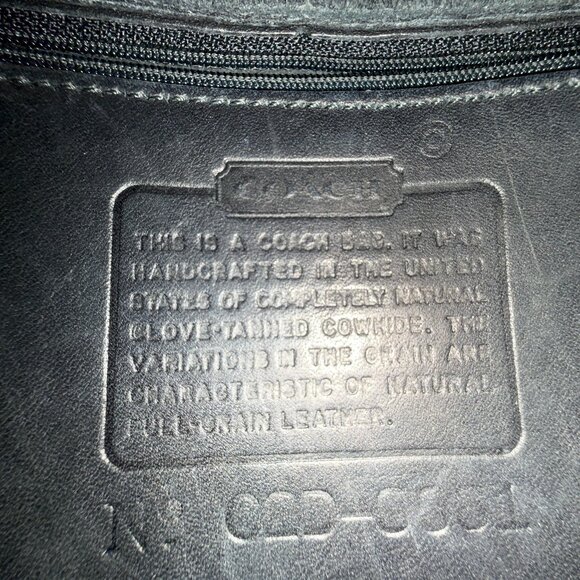 ©
COACH
THIS IS A COACH BAG. IT WAS
HANDCRAFTED IN THE UNITED
STATES OF COMPLETELY NATURAL
GLOVE-TANNED COWHIDE. THE
VARIATIONS IN THE GRAIN ARE
CHARACTERISTIC OF NATURAL
FULL-GRAIN LEATHER.
Nº